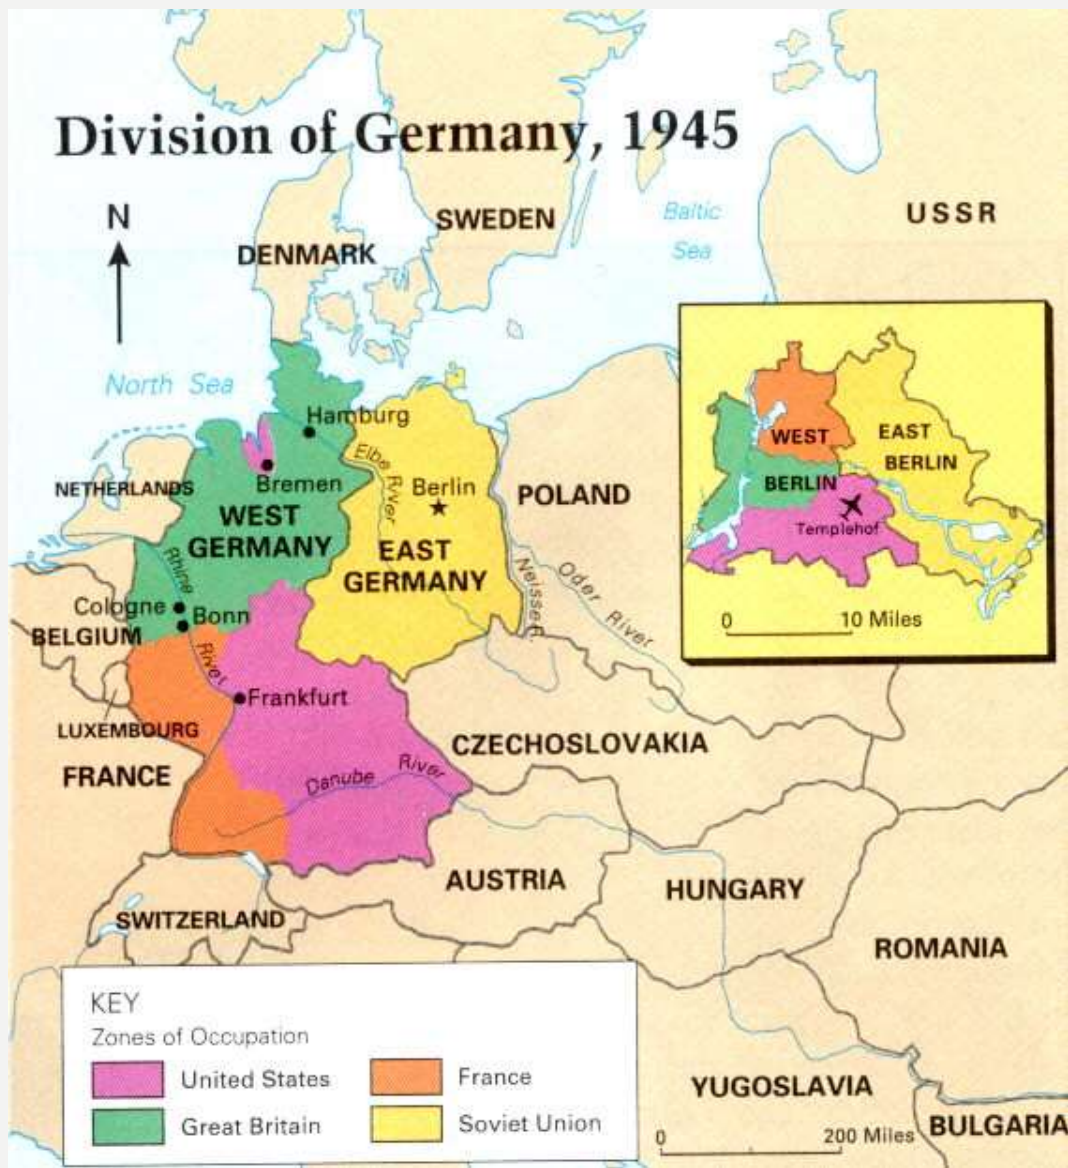 Division of Germany, 1945
N
SWEDEN
Baltic
Sea
USSR
DENMARK
North Sea
Hamburg
Elbe River
NETHERLANDS
Bremen
Berlin
POLAND
WEST
GERMANY
EAST
GERMANY
Rhine River
Neisse R.
Oder River
Cologne
Bonn
BELGIUM
Frankfurt
LUXEMBOURG
FRANCE
CZECHOSLOVAKIA
Danube River
AUSTRIA
HUNGARY
SWITZERLAND
ROMANIA
YUGOSLAVIA
BULGARIA
WEST
BERLIN
EAST
BERLIN
Templehof
0 10 Miles
KEY
Zones of Occupation
United States
France
Great Britain
Soviet Union
0 200 Miles